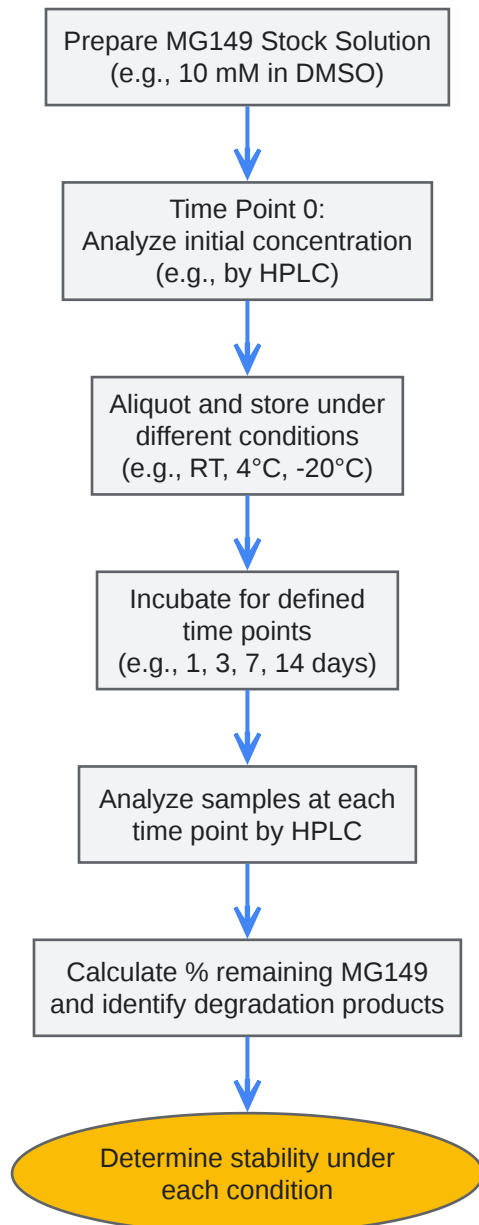 Prepare MG149 Stock Solution
(e.g., 10 mM in DMSO)
Time Point 0:
Analyze initial concentration
(e.g., by HPLC)
Aliquot and store under
different conditions
(e.g., RT, 4°C, -20°C)
Incubate for defined
time points
(e.g., 1, 3, 7, 14 days)
Analyze samples at each
time point by HPLC
Calculate % remaining MG149
and identify degradation products
Determine stability under
each condition